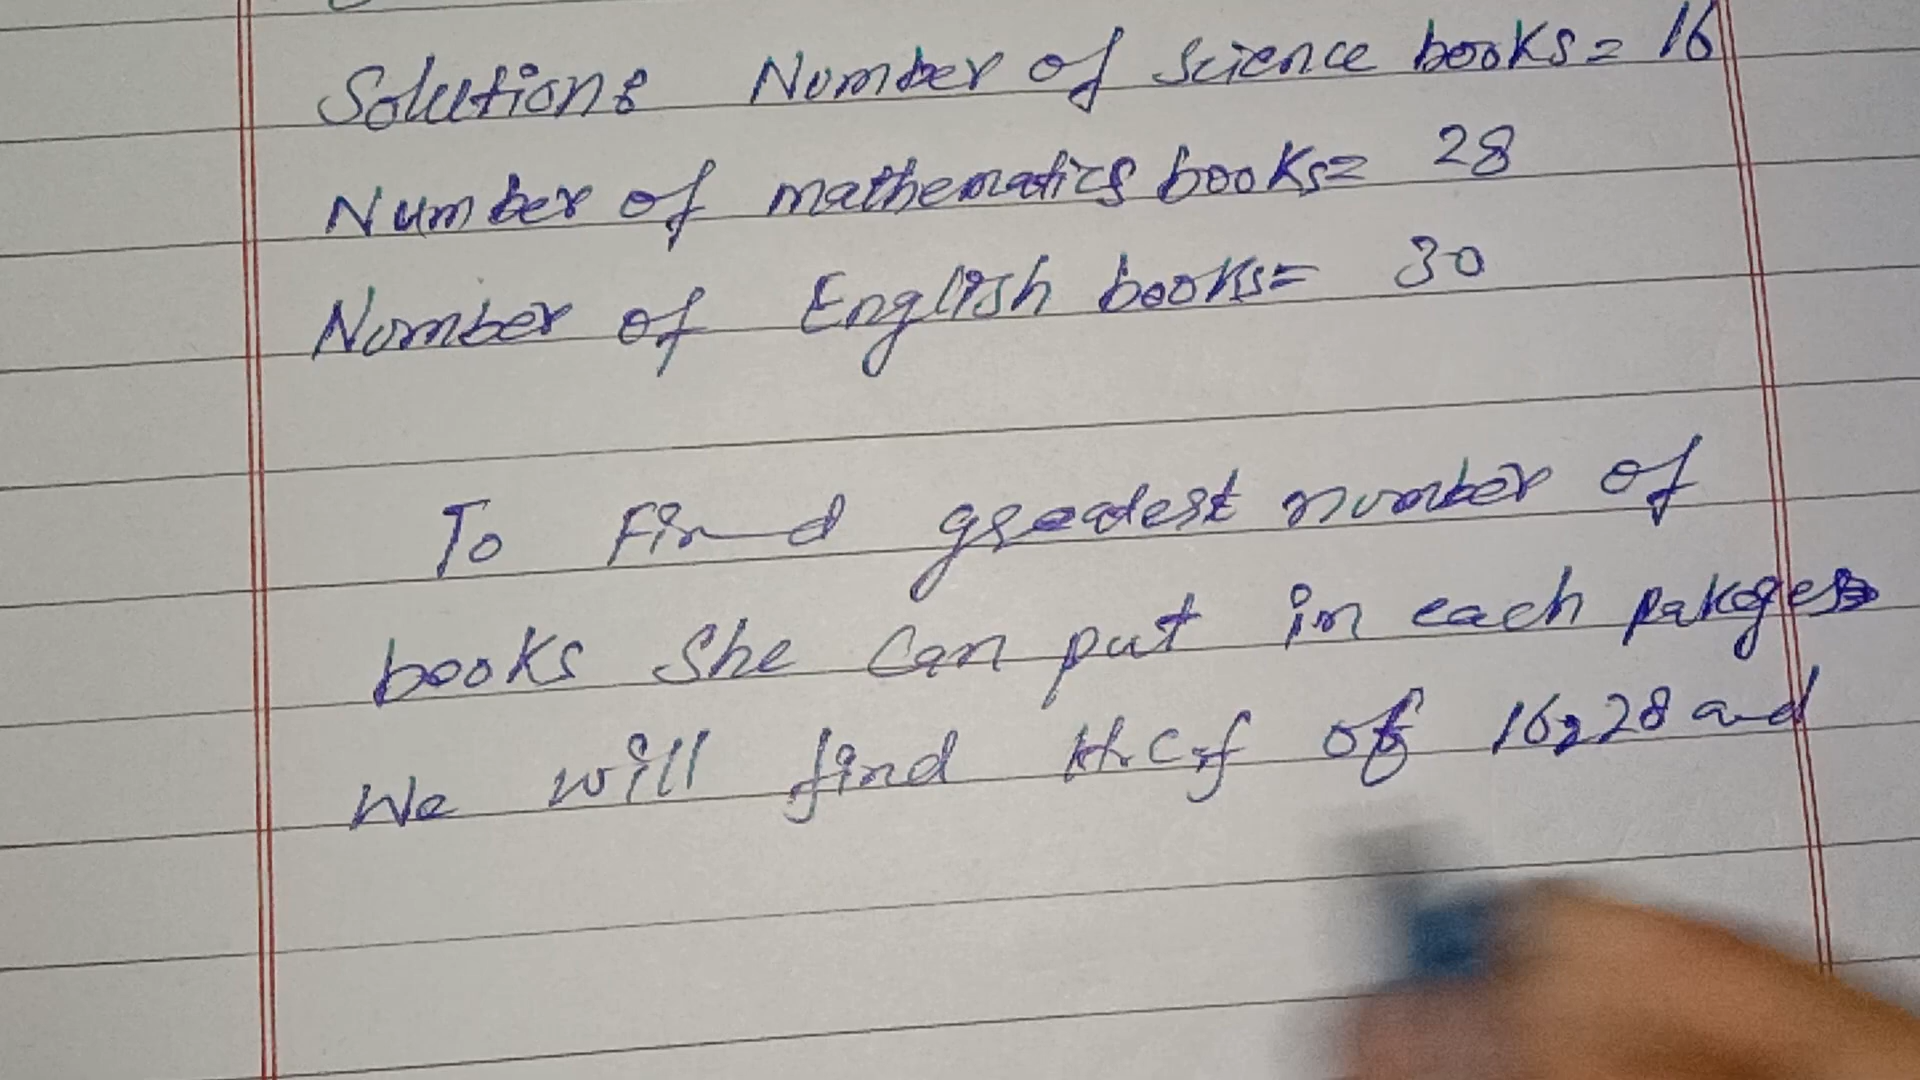 Solution: Number of Science books= 16
Number of mathematics books= 28
Number of English books= 30
To find greatest number of
books She can put in each pakages
We will find H.C.f of 16,28 and